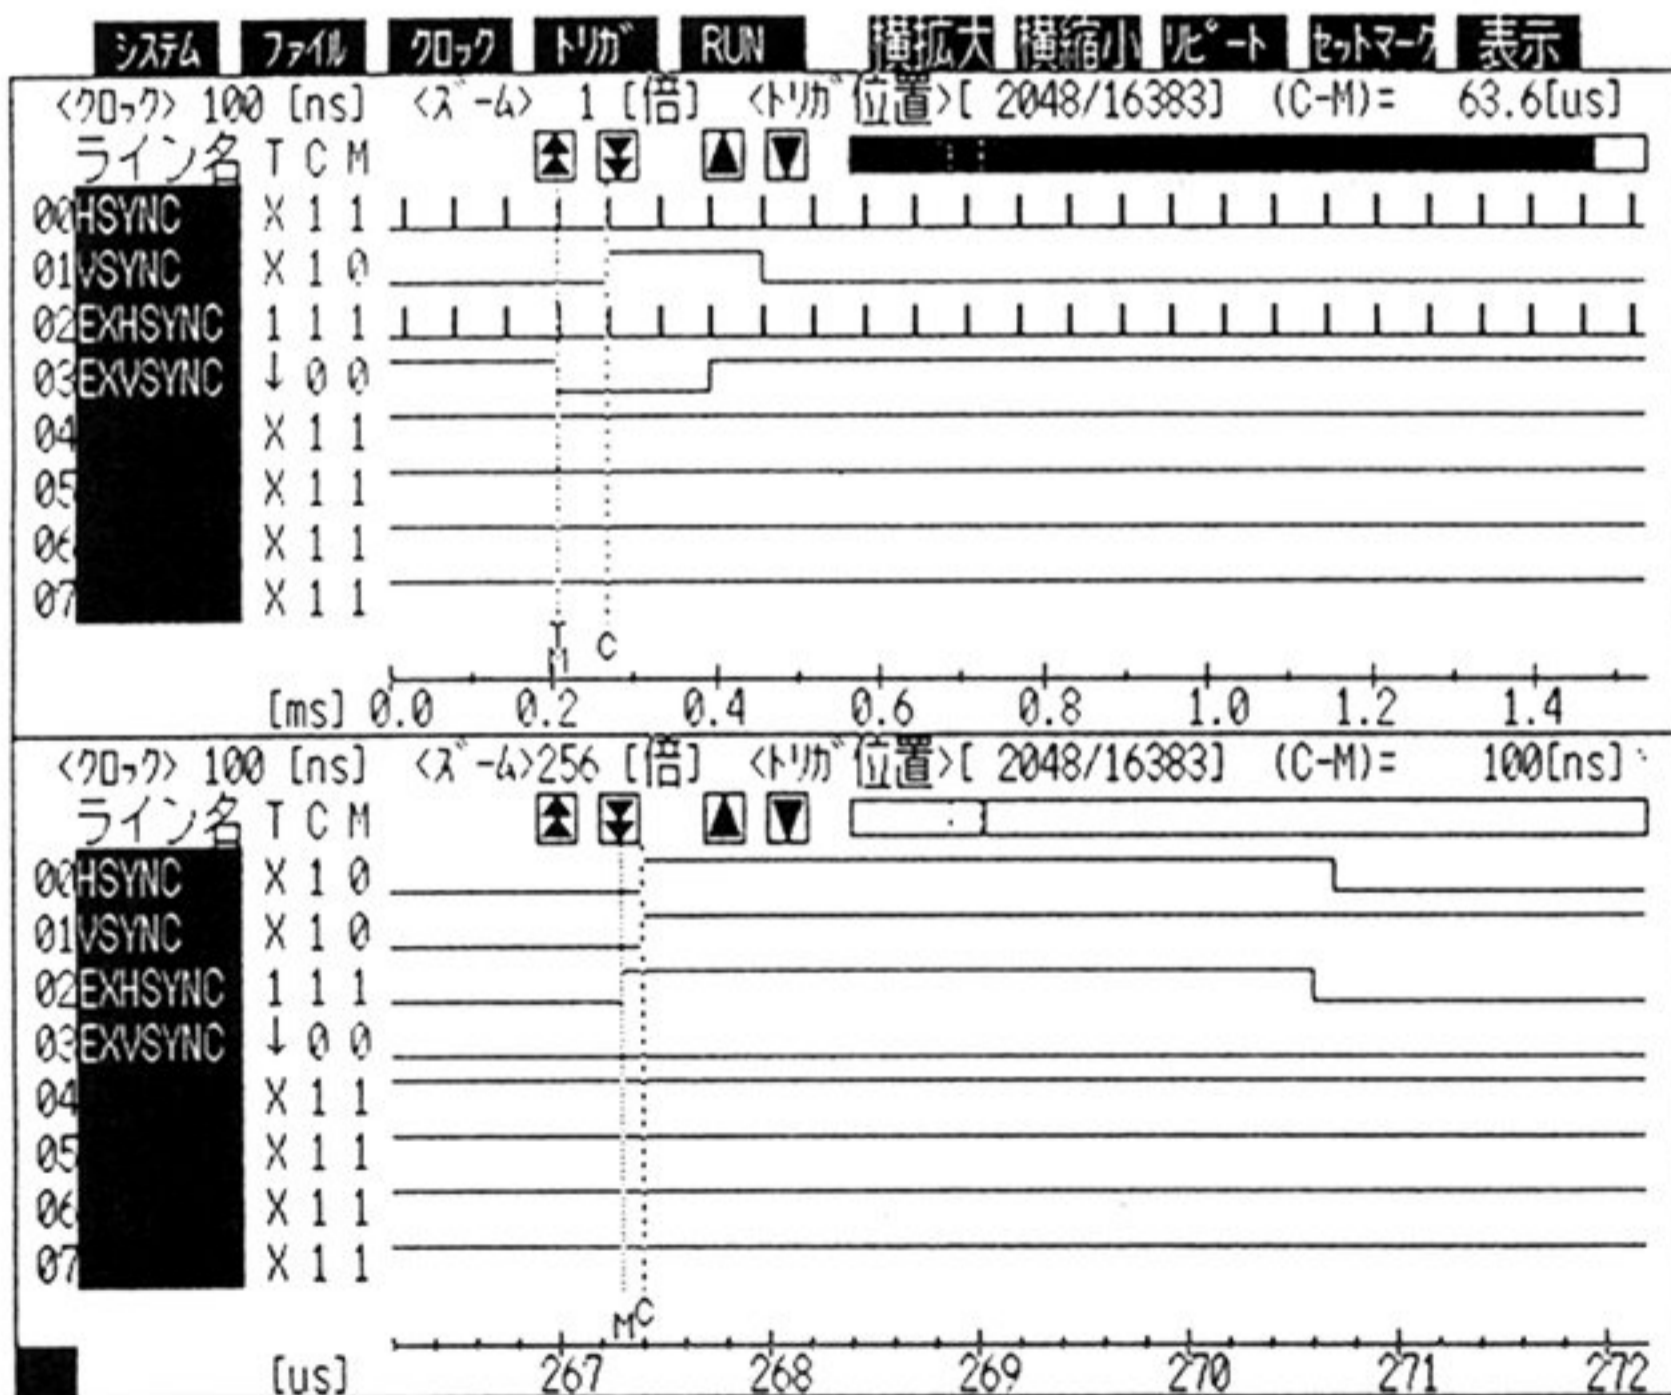 システム ファイル クロック トリガ RUN 横拡大 横縮小 リピート セットマーク 表示
<クロック> 100 [ns] <ズーム> 1 [倍] <トリガ位置>[ 2048/16383] (C-M)= 63.6[us]
ライン名 T C M
00 HSYNC X 1 1
01 VSYNC X 1 0
02 EXHSYNC 1 1 1
03 EXVSYNC ↓ 0 0
04 X 1 1
05 X 1 1
06 X 1 1
07 X 1 1
T
M C
[ms] 0.0 0.2 0.4 0.6 0.8 1.0 1.2 1.4
<クロック> 100 [ns] <ズーム>256 [倍] <トリガ位置>[ 2048/16383] (C-M)= 100[ns]
ライン名 T C M
00 HSYNC X 1 0
01 VSYNC X 1 0
02 EXHSYNC 1 1 1
03 EXVSYNC ↓ 0 0
04 X 1 1
05 X 1 1
06 X 1 1
07 X 1 1
M C
[us] 267 268 269 270 271 272